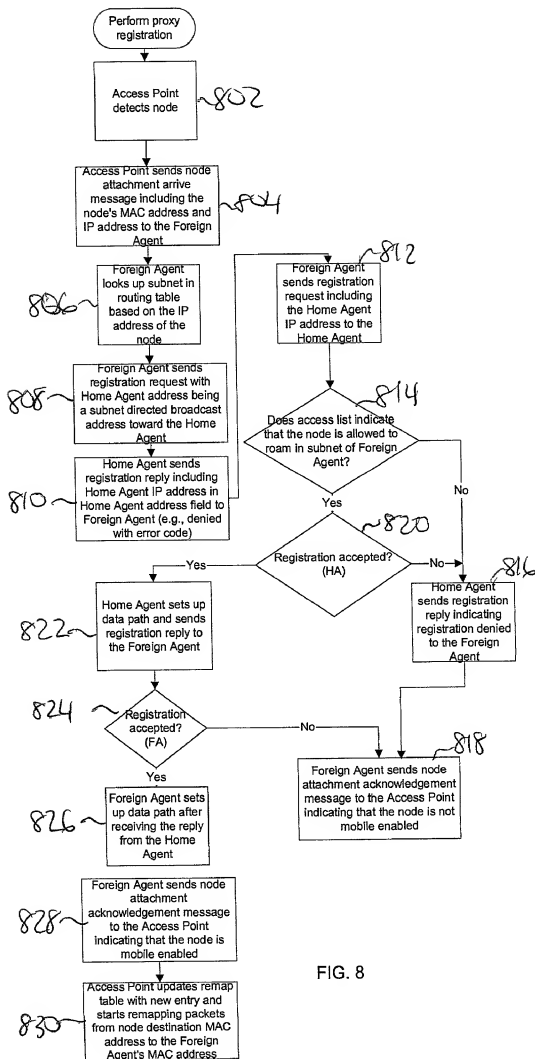 Perform proxy
registration
Access Point
detects node
802
Access Point sends node
attachment arrive
message including the
node's MAC address and
IP address to the Foreign
Agent
804
Foreign Agent
looks up subnet in
routing table
based on the IP
address of the
node
806
Foreign Agent sends
registration request with
Home Agent address being
a subnet directed broadcast
address toward the Home
Agent
808
Home Agent sends
registration reply including
Home Agent IP address in
Home Agent address field
to Foreign Agent (e.g., denied
with error code)
810
812
Foreign Agent
sends registration
request including
the Home Agent
IP address to the
Home Agent
814
Does access list indicate
that the node is allowed to
roam in subnet of Foreign
Agent?
Yes
No
820
Registration accepted?
(HA)
Yes
No
816
Home Agent
sends registration
reply indicating
registration denied
to the Foreign
Agent
Home Agent sets up
data path and sends
registration reply to
the Foreign Agent
822
824
Registration
accepted?
(FA)
No
Yes
818
Foreign Agent sends node
attachment acknowledgement
message to the Access Point
indicating that the node is not
mobile enabled
Foreign Agent sets
up data path after
receiving the reply
from the Home
Agent
826
Foreign Agent sends node
attachment
acknowledgement message
to the Access Point
indicating that the node is
mobile enabled
828
Access Point updates remap
table with new entry and
starts remapping packets
from node destination MAC
address to the Foreign
Agent's MAC address
830
FIG. 8